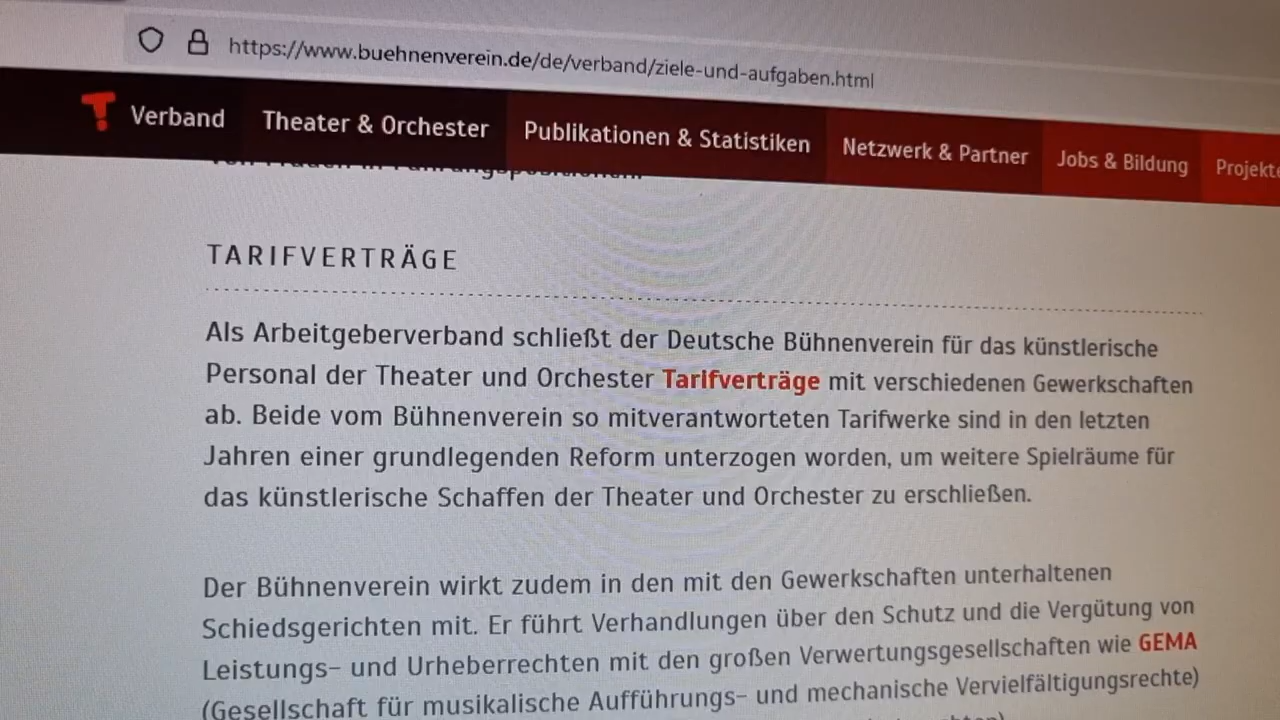 https://www.buehnenverein.de/de/verband/ziele-und-aufgaben.html
Verband Theater & Orchester Publikationen & Statistiken Netzwerk & Partner Jobs & Bildung Projekte
von Frauen in Führungspositionen.
TARIFVERTRÄGE
Als Arbeitgeberverband schließt der Deutsche Bühnenverein für das künstlerische
Personal der Theater und Orchester Tarifverträge mit verschiedenen Gewerkschaften
ab. Beide vom Bühnenverein so mitverantworteten Tarifwerke sind in den letzten
Jahren einer grundlegenden Reform unterzogen worden, um weitere Spielräume für
das künstlerische Schaffen der Theater und Orchester zu erschließen.
Der Bühnenverein wirkt zudem in den mit den Gewerkschaften unterhaltenen
Schiedsgerichten mit. Er führt Verhandlungen über den Schutz und die Vergütung von
Leistungs- und Urheberrechten mit den großen Verwertungsgesellschaften wie GEMA
(Gesellschaft für musikalische Aufführungs- und mechanische Vervielfältigungsrechte)